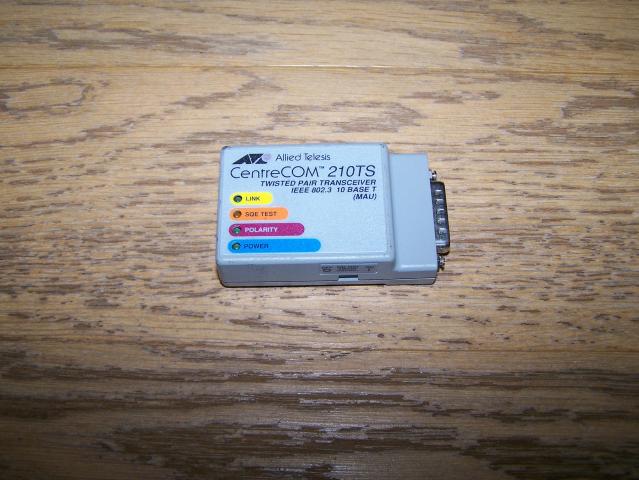 Allied Telesis
CentreCOM™ 210TS
TWISTED PAIR TRANSCEIVER
IEEE 802.3 10 BASE T
(MAU)
LINK
SQE TEST
POLARITY
POWER